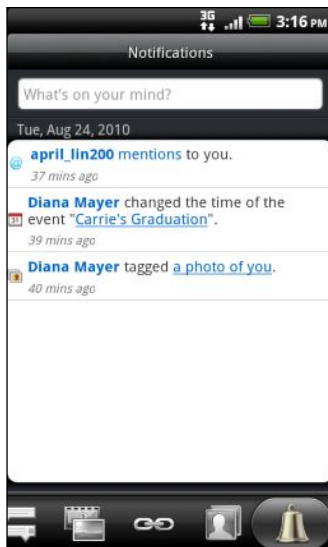 3G 3:16 PM
Notifications
What's on your mind?
Tue, Aug 24, 2010
@ april_lin200 mentions to you.
37 mins ago
Diana Mayer changed the time of the
31 event "Carrie's Graduation".
39 mins ago
Diana Mayer tagged a photo of you.
40 mins ago